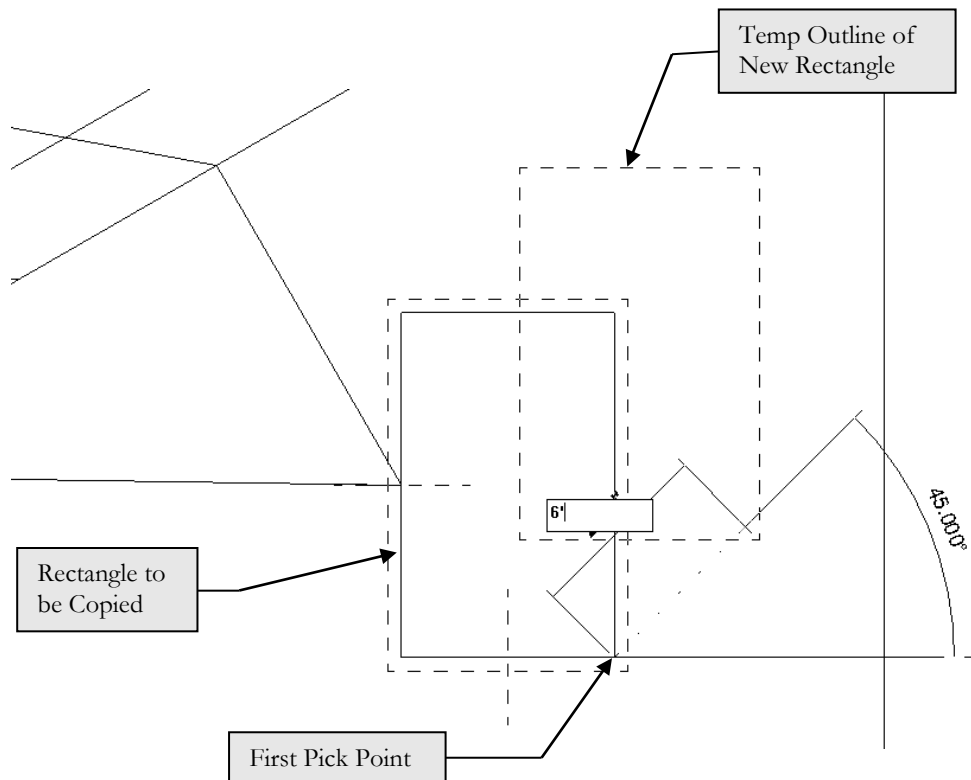 Temp Outline of
New Rectangle
6'
45.000°
Rectangle to
be Copied
First Pick Point